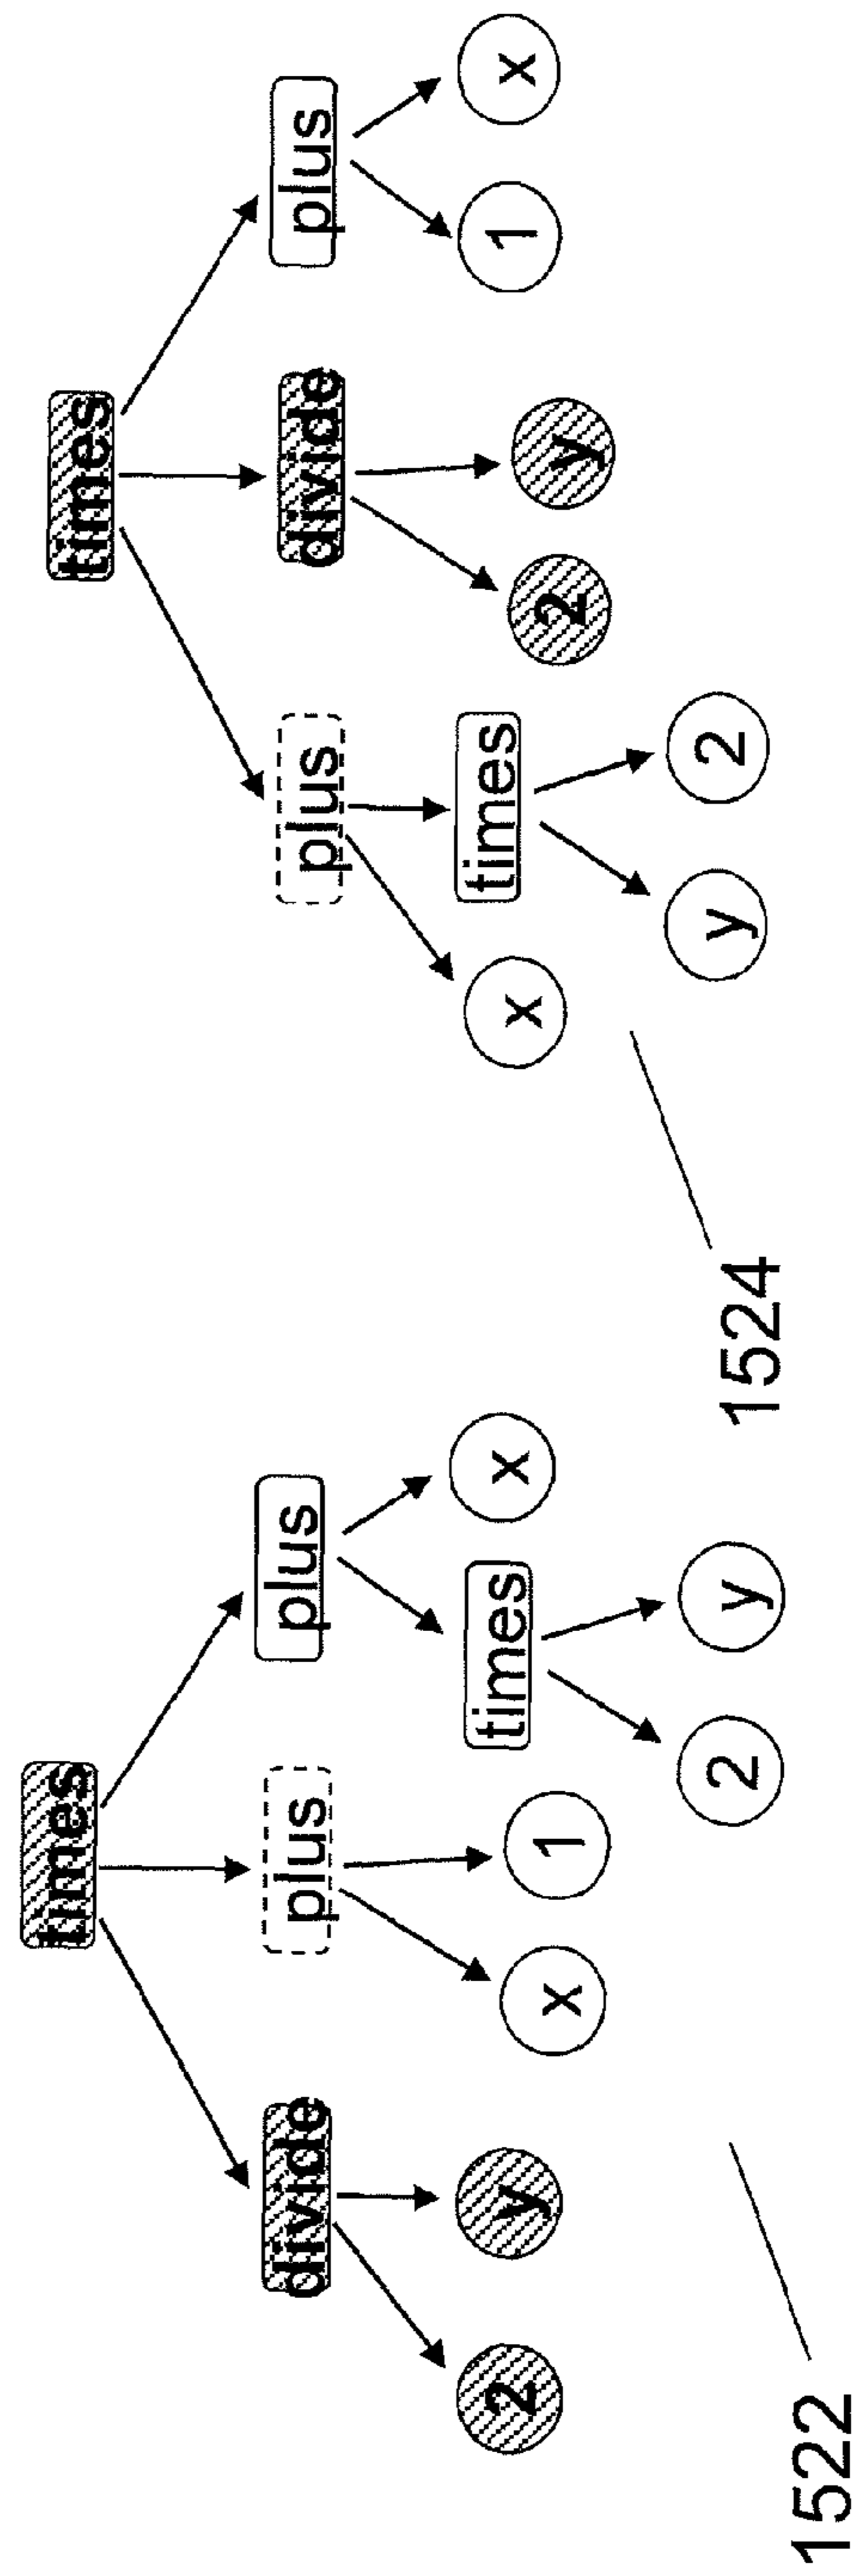 times
divide plus plus
2 y x 1 times x
2 y
1522
times
plus divide plus
x times 2 y 1 x
y 2
1524